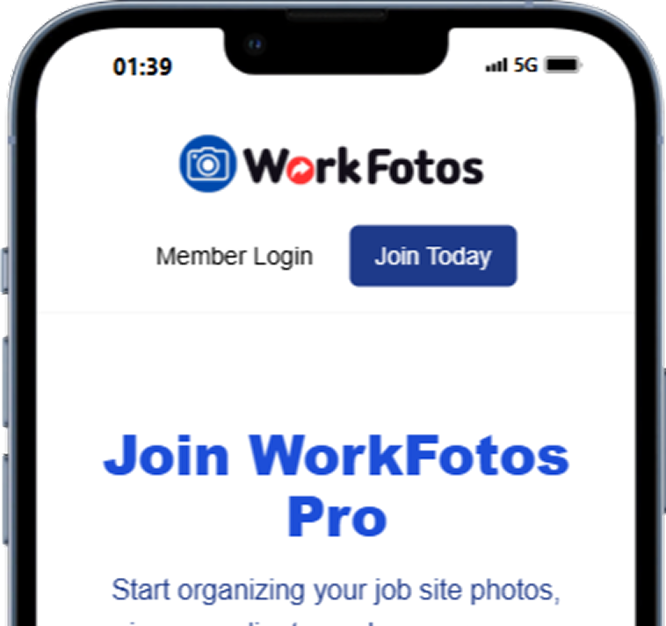 01:39 5G
WorkFotos
Member Login Join Today
Join WorkFotos
Pro
Start organizing your job site photos,